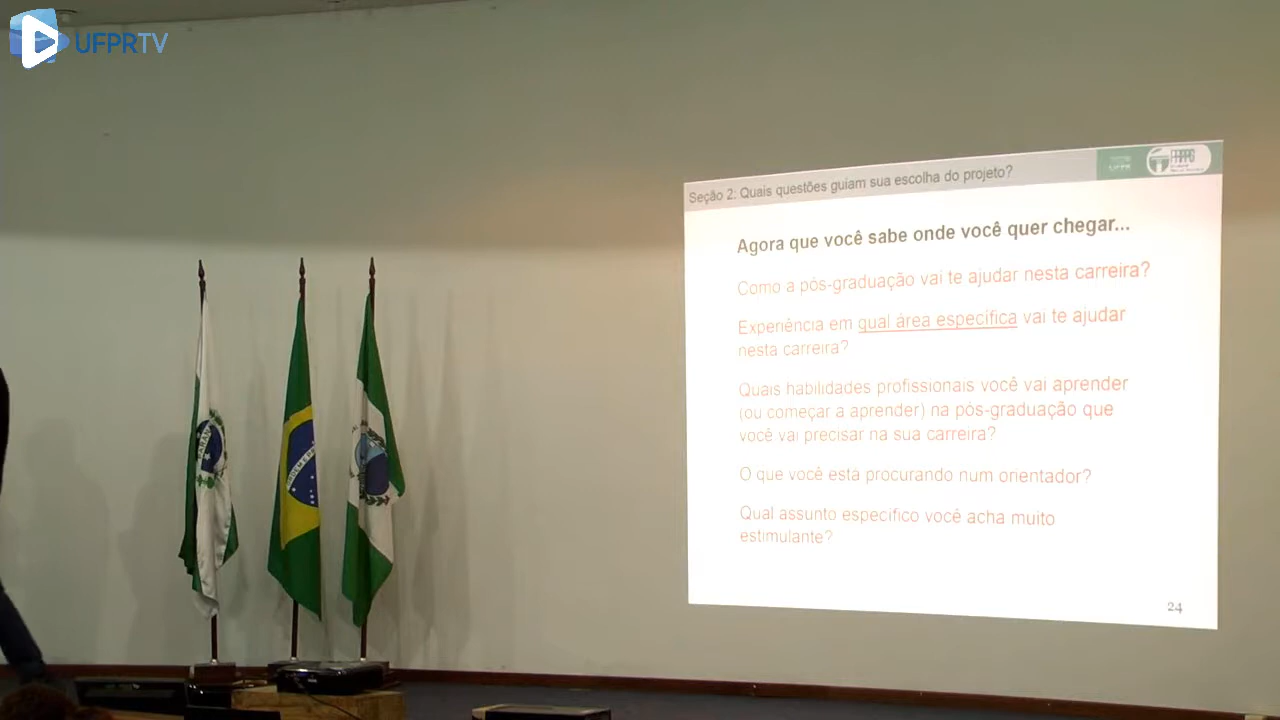 UFPRTV
Seção 2: Quais questões guiam sua escolha do projeto?
UFPR
PRPPG
Agora que você sabe onde você quer chegar...
Como a pós-graduação vai te ajudar nesta carreira?
Experiência em qual área específica vai te ajudar
nesta carreira?
Quais habilidades profissionais você vai aprender
(ou começar a aprender) na pós-graduação que
você vai precisar na sua carreira?
O que você esta procurando num orientador?
Qual assunto específico você acha muito
estimulante?
24